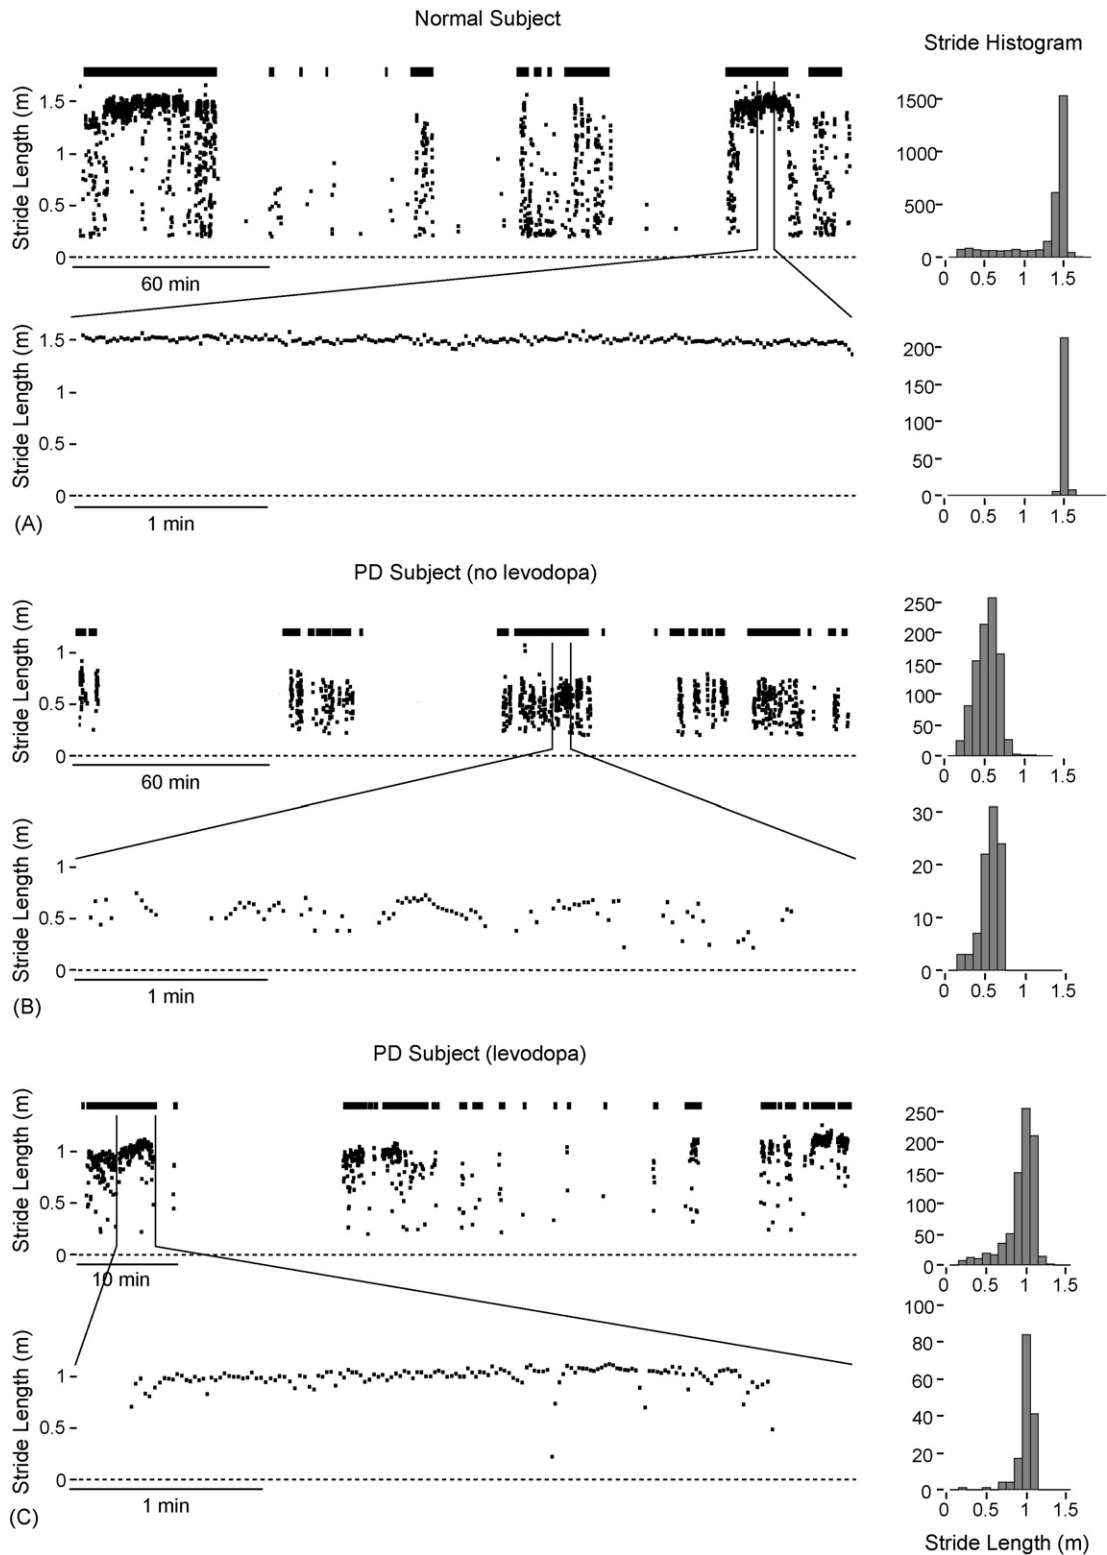 Normal Subject
Stride Histogram
Stride Length (m)
1.5
1
0.5
0
60 min
1500
1000
500
0
0 0.5 1 1.5
Stride Length (m)
1.5
1
0.5
0
1 min
200
150
100
50
0
0 0.5 1 1.5
(A)
PD Subject (no levodopa)
Stride Length (m)
1
0.5
0
60 min
250
200
150
100
50
0
0 0.5 1 1.5
Stride Length (m)
1
0.5
0
1 min
30
20
10
0
0 0.5 1 1.5
(B)
PD Subject (levodopa)
Stride Length (m)
1
0.5
0
10 min
250
200
150
100
50
0
0 0.5 1 1.5
Stride Length (m)
1
0.5
0
1 min
100
80
60
40
20
0
0 0.5 1 1.5
(C)
Stride Length (m)